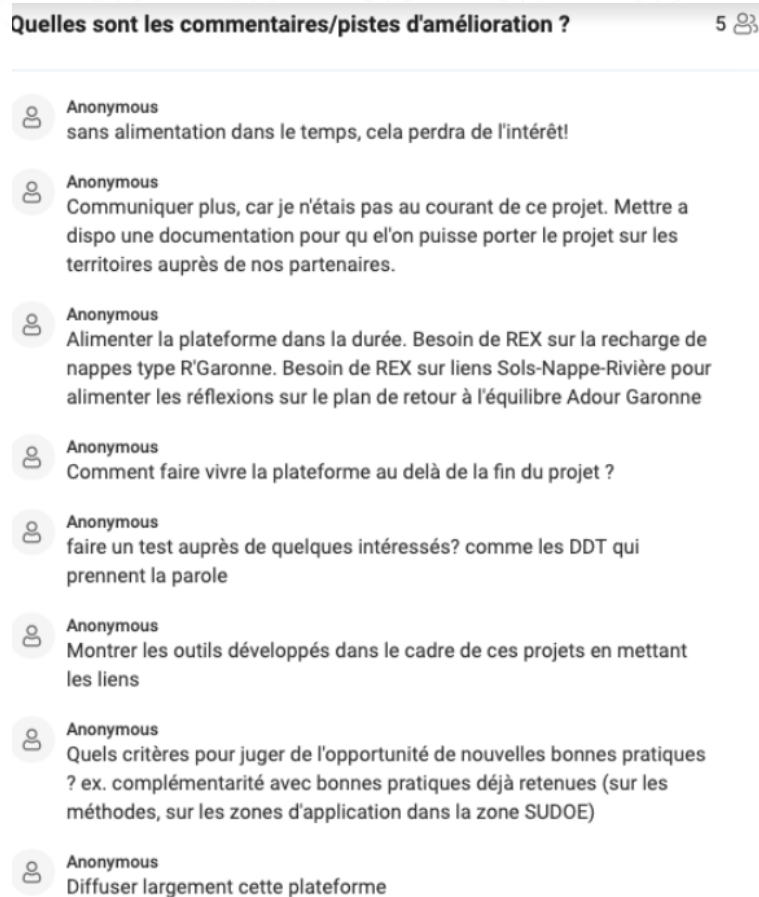 Quelles sont les commentaires/pistes d'amélioration ?
5
Anonymous
sans alimentation dans le temps, cela perdra de l'intérêt!
Anonymous
Communiquer plus, car je n'étais pas au courant de ce projet. Mettre a
dispo une documentation pour qu el'on puisse porter le projet sur les
territoires auprès de nos partenaires.
Anonymous
Alimenter la plateforme dans la durée. Besoin de REX sur la recharge de
nappes type R'Garonne. Besoin de REX sur liens Sols-Nappe-Rivière pour
alimenter les réflexions sur le plan de retour à l'équilibre Adour Garonne
Anonymous
Comment faire vivre la plateforme au delà de la fin du projet ?
Anonymous
faire un test auprès de quelques intéressés? comme les DDT qui
prennent la parole
Anonymous
Montrer les outils développés dans le cadre de ces projets en mettant
les liens
Anonymous
Quels critères pour juger de l'opportunité de nouvelles bonnes pratiques
? ex. complémentarité avec bonnes pratiques déjà retenues (sur les
méthodes, sur les zones d'application dans la zone SUDOE)
Anonymous
Diffuser largement cette plateforme